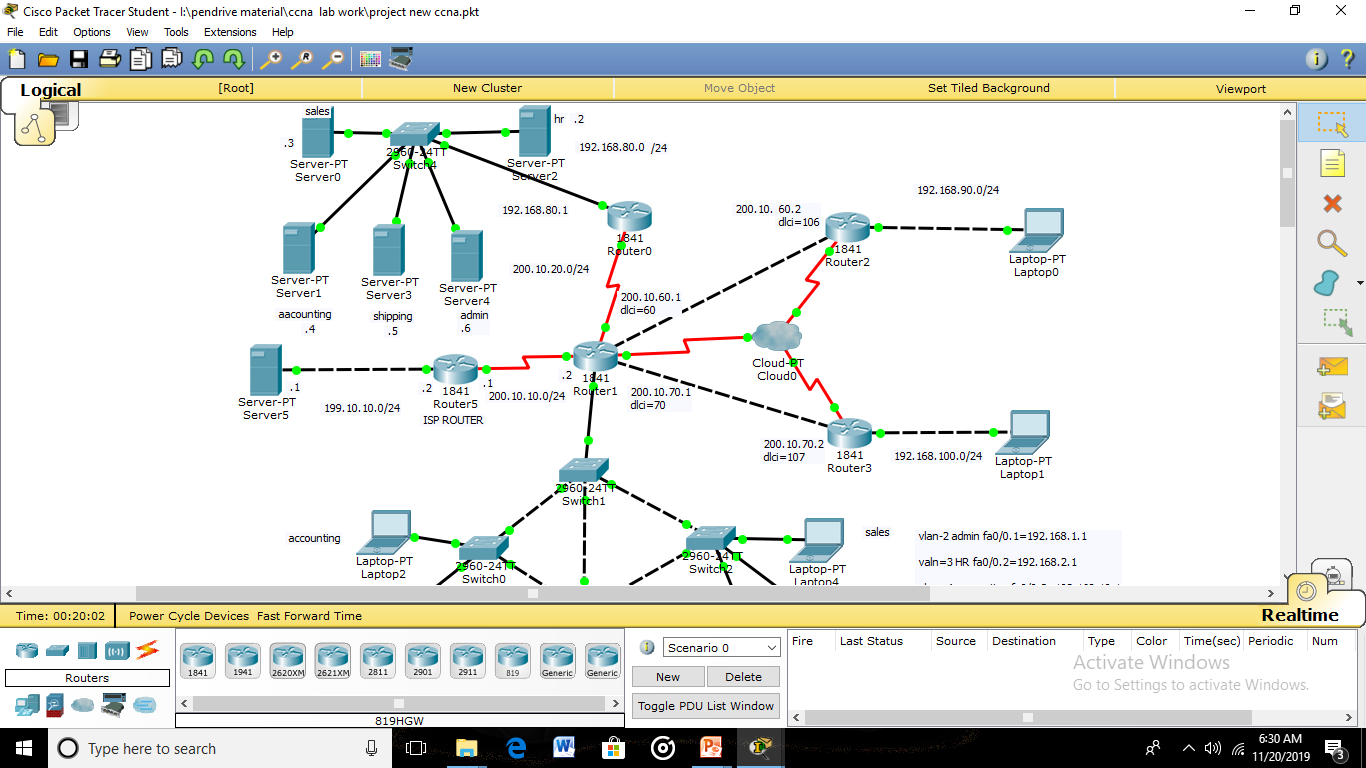 Cisco Packet Tracer Student - I:\pendrive material\ccna  lab work\project new ccna.pkt
File Edit Options View Tools Extensions Help
Logical [Root] New Cluster Move Object Set Tiled Background Viewport
sales
.3
Server-PT
Server0
2960-24TT
Switch4
hr .2
Server-PT
Server2
192.168.80.0 /24
192.168.80.1
1841
Router0
200.10. 60.2
dlci=106
192.168.90.0/24
1841
Router2
Laptop-PT
Laptop0
Server-PT
Server1
aacounting
.4
Server-PT
Server3
shipping
.5
Server-PT
Server4
admin
.6
200.10.20.0/24
200.10.60.1
dlci=60
Cloud-PT
Cloud0
Server-PT
Server5
.1
199.10.10.0/24
.2
1841
Router5
ISP ROUTER
.1
200.10.10.0/24
.2
1841
Router1
200.10.70.1
dlci=70
200.10.70.2
dlci=107
1841
Router3
192.168.100.0/24
Laptop-PT
Laptop1
2960-24TT
Switch1
accounting
Laptop-PT
Laptop2
2960-24TT
Switch0
2960-24TT
Switch2
Laptop-PT
Laptop4
sales
vlan-2 admin fa0/0.1=192.168.1.1
valn=3 HR fa0/0.2=192.168.2.1
Time: 00:20:02 Power Cycle Devices Fast Forward Time Realtime
Routers
1841 1941 2620XM 2621XM 2811 2901 2911 819 Generic Generic
819HGW
Scenario 0
New Delete
Toggle PDU List Window
Fire Last Status Source Destination Type Color Time(sec) Periodic Num
Activate Windows
Go to Settings to activate Windows.
Type here to search
6:30 AM
11/20/2019
3